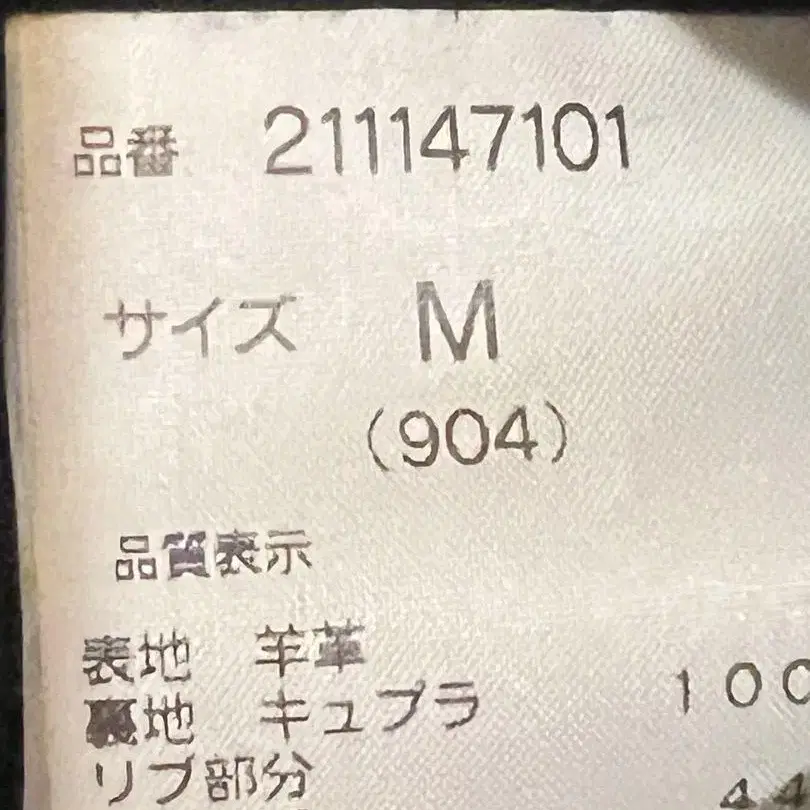 品番 211147101
サイズ M
(904)
品質表示
表地 羊革
裏地 キュプラ 100
リブ部分 44